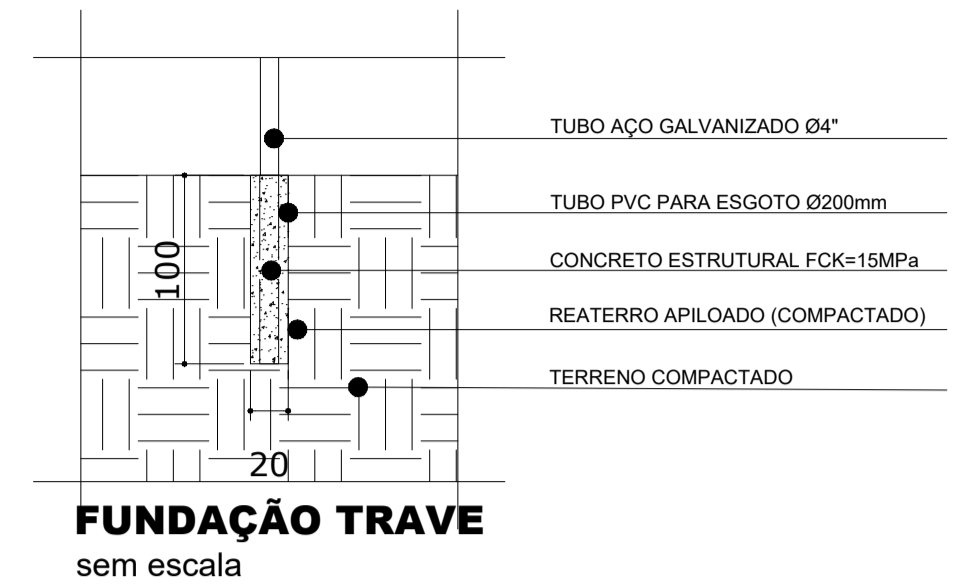 TUBO AÇO GALVANIZADO Ø4"
TUBO PVC PARA ESGOTO Ø200mm
CONCRETO ESTRUTURAL FCK=15MPa
REATERRO APILOADO (COMPACTADO)
TERRENO COMPACTADO
100
20
FUNDAÇÃO TRAVE
sem escala